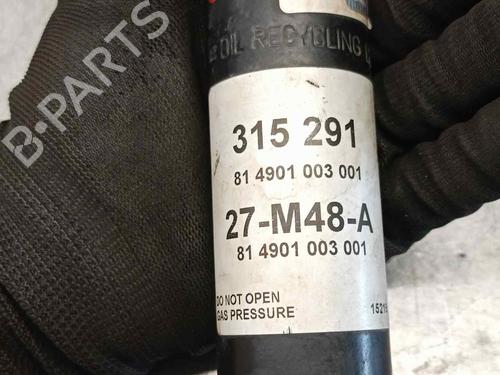 OIL RECYCLING
315 291
81 4901 003 001
27-M48-A
81 4901 003 001
DO NOT OPEN
GAS PRESSURE
B-PARTS